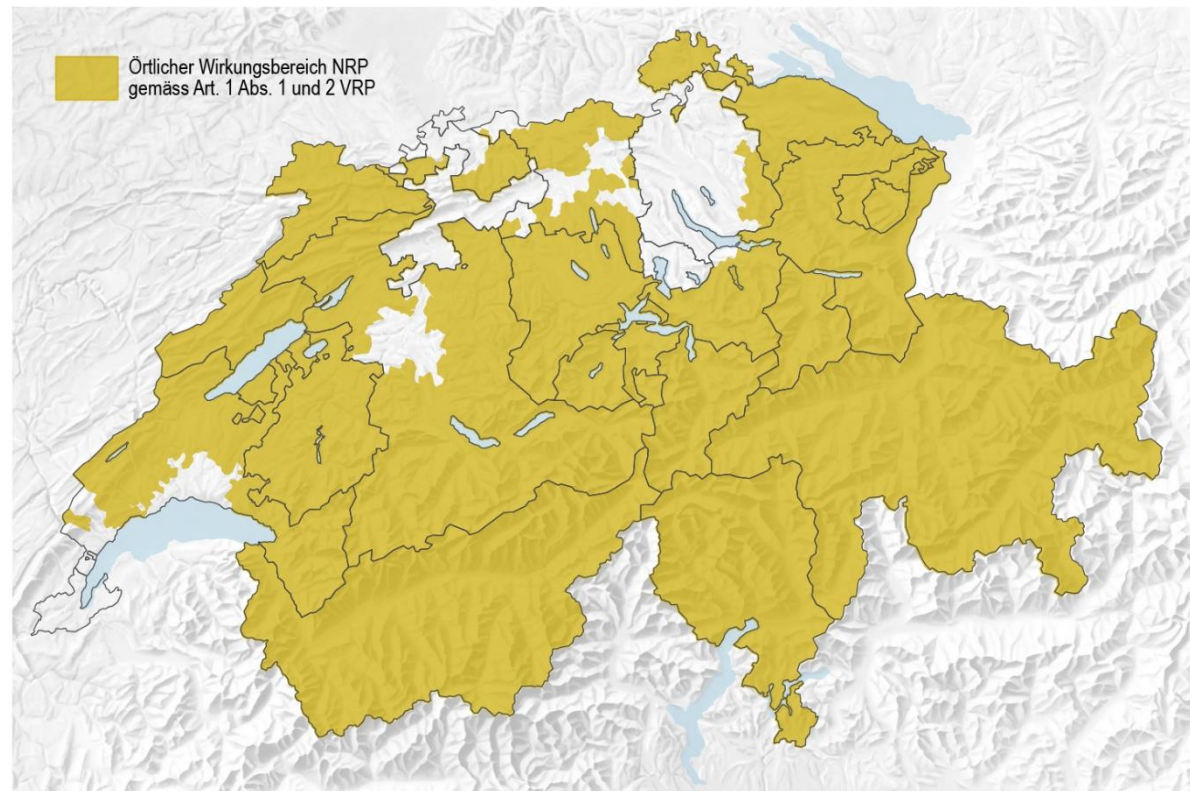 Örtlicher Wirkungsbereich NRP
gemäss Art. 1 Abs. 1 und 2 VRP